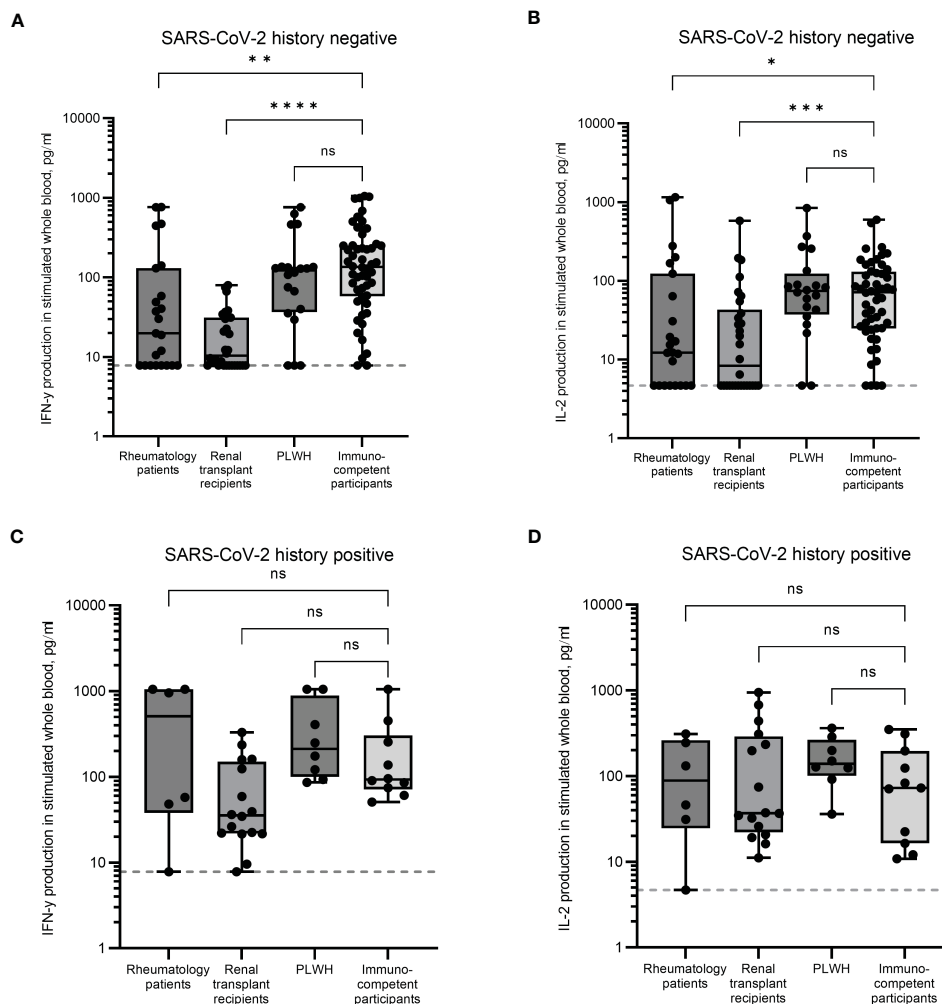 A
SARS-CoV-2 history negative
**
****
ns
IFN-y production in stimulated whole blood, pg/ml
10000
1000
100
10
1
Rheumatology
patients
Renal
transplant
recipients
PLWH
Immuno-
competent
participants
B
SARS-CoV-2 history negative
*
***
ns
IL-2 production in stimulated whole blood, pg/ml
10000
1000
100
10
1
Rheumatology
patients
Renal
transplant
recipients
PLWH
Immuno-
competent
participants
C
SARS-CoV-2 history positive
ns
ns
ns
IFN-y production in stimulated whole blood, pg/ml
10000
1000
100
10
1
Rheumatology
patients
Renal
transplant
recipients
PLWH
Immuno-
competent
participants
D
SARS-CoV-2 history positive
ns
ns
ns
IL-2 production in stimulated whole blood, pg/ml
10000
1000
100
10
1
Rheumatology
patients
Renal
transplant
recipients
PLWH
Immuno-
competent
participants